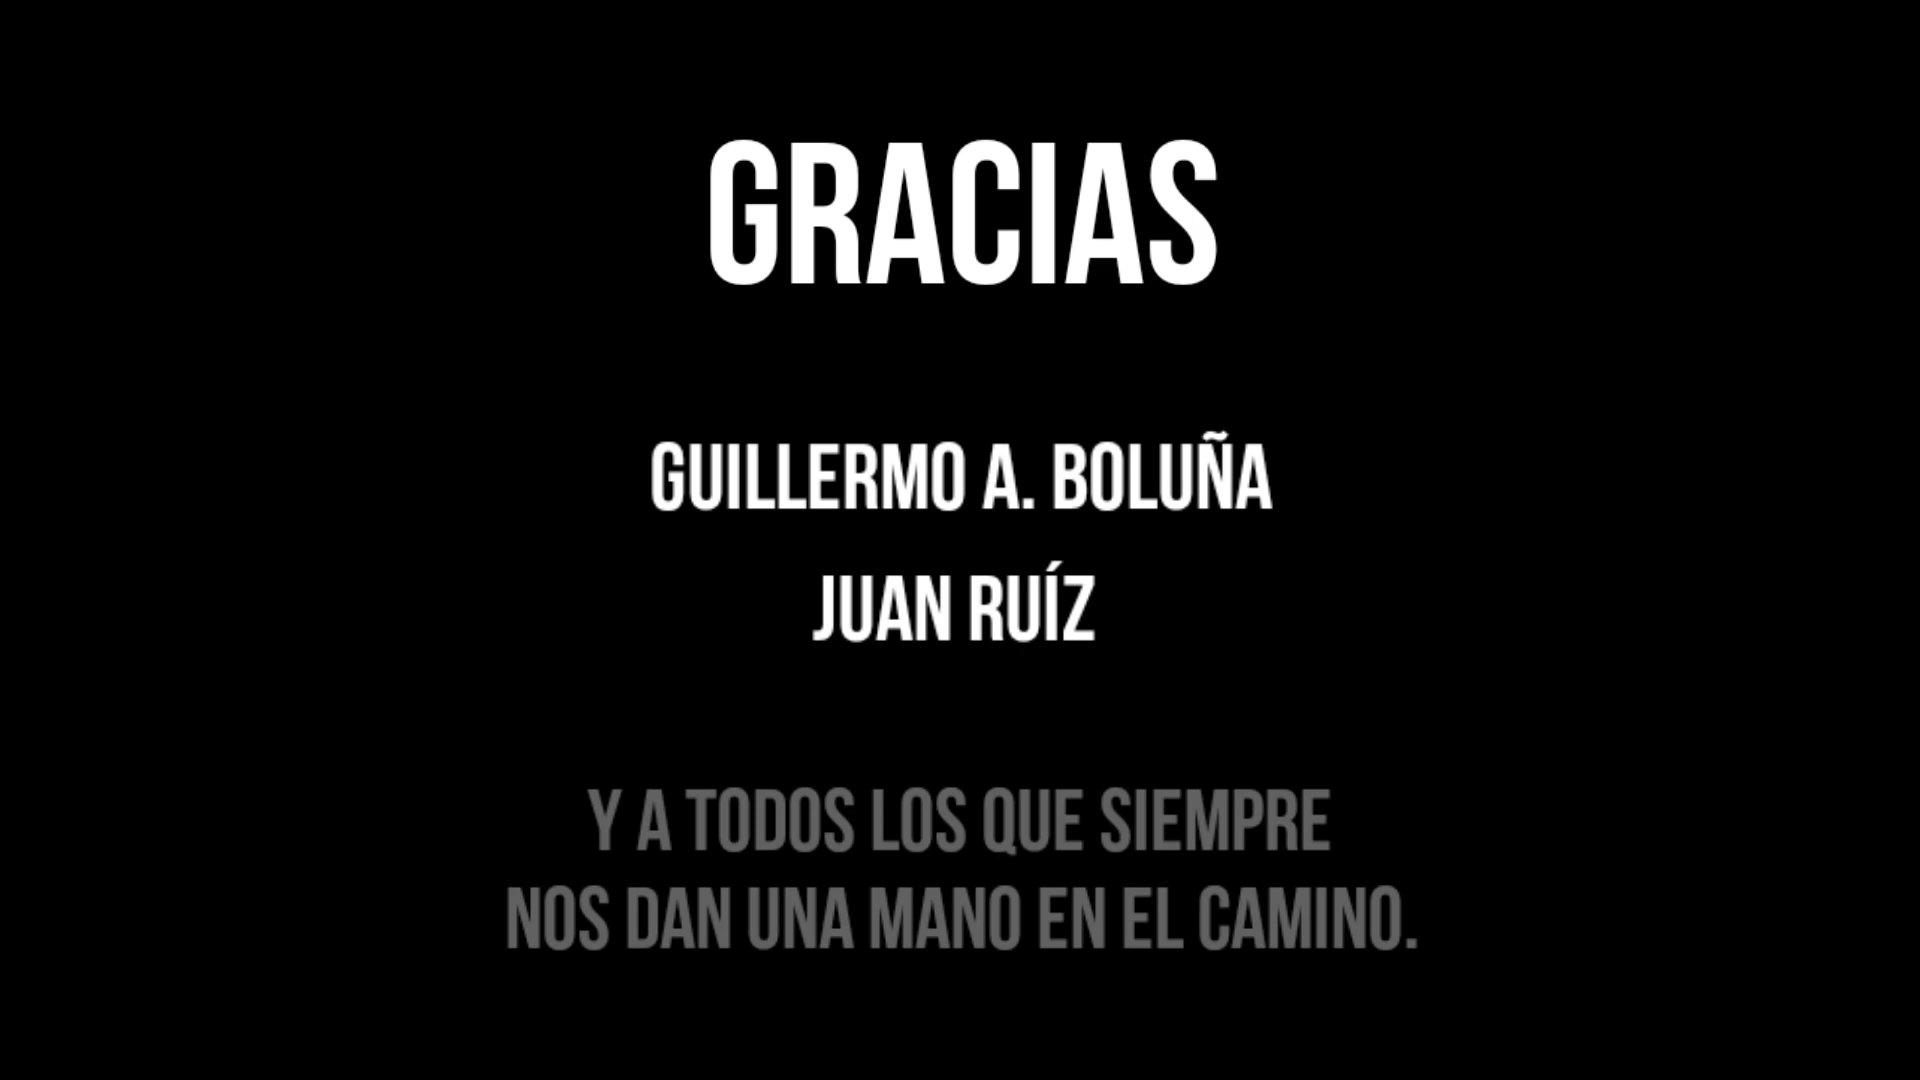 GRACIAS
GUILLERMO A. BOLUÑA
JUAN RUÍZ
Y A TODOS LOS QUE SIEMPRE
NOS DAN UNA MANO EN EL CAMINO.